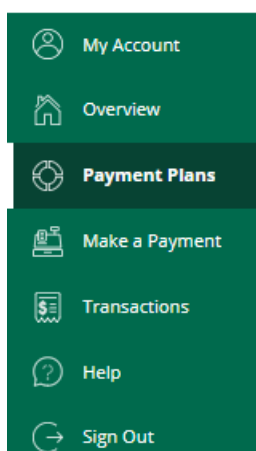 My Account
Overview
Payment Plans
Make a Payment
Transactions
Help
Sign Out